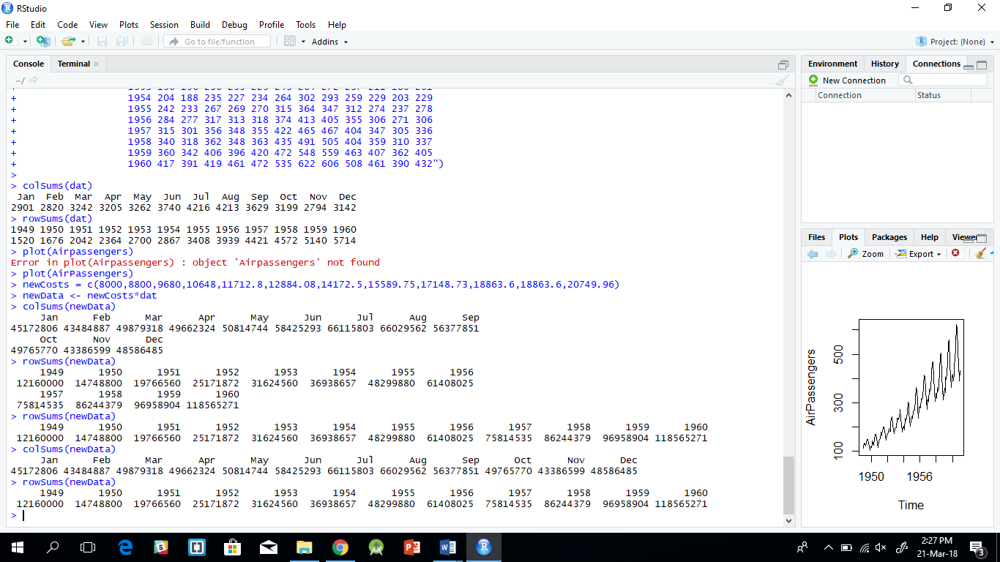 RStudio
File Edit Code View Plots Session Build Debug Profile Tools Help
Go to file/function Addins Project: (None)
Console Terminal
~/
+ 1954 204 188 235 227 234 264 302 293 259 229 203 229
+ 1955 242 233 267 269 270 315 364 347 312 274 237 278
+ 1956 284 277 317 313 318 374 413 405 355 306 271 306
+ 1957 315 301 356 348 355 422 465 467 404 347 305 336
+ 1958 340 318 362 348 363 435 491 505 404 359 310 337
+ 1959 360 342 406 396 420 472 548 559 463 407 362 405
+ 1960 417 391 419 461 472 535 622 606 508 461 390 432")
>
> colSums(dat)
Jan Feb Mar Apr May Jun Jul Aug Sep Oct Nov Dec
2901 2820 3242 3205 3262 3740 4216 4213 3629 3199 2794 3142
> rowSums(dat)
1949 1950 1951 1952 1953 1954 1955 1956 1957 1958 1959 1960
1520 1676 2042 2364 2700 2867 3408 3939 4421 4572 5140 5714
> plot(Airpassengers)
Error in plot(Airpassengers) : object 'Airpassengers' not found
> plot(AirPassengers)
> newCosts = c(8000,8800,9680,10648,11712.8,12884.08,14172.5,15589.75,17148.73,18863.6,18863.6,20749.96)
> newData <- newCosts*dat
> colSums(newData)
Jan Feb Mar Apr May Jun Jul Aug Sep
45172806 43484887 49879318 49662324 50814744 58425293 66115803 66029562 56377851
Oct Nov Dec
49765770 43386599 48586485
> rowSums(newData)
1949 1950 1951 1952 1953 1954 1955 1956
12160000 14748800 19766560 25171872 31624560 36938657 48299880 61408025
1957 1958 1959 1960
75814535 86244379 96958904 118565271
> rowSums(newData)
1949 1950 1951 1952 1953 1954 1955 1956 1957 1958 1959 1960
12160000 14748800 19766560 25171872 31624560 36938657 48299880 61408025 75814535 86244379 96958904 118565271
> colSums(newData)
Jan Feb Mar Apr May Jun Jul Aug Sep Oct Nov Dec
45172806 43484887 49879318 49662324 50814744 58425293 66115803 66029562 56377851 49765770 43386599 48586485
> rowSums(newData)
1949 1950 1951 1952 1953 1954 1955 1956 1957 1958 1959 1960
12160000 14748800 19766560 25171872 31624560 36938657 48299880 61408025 75814535 86244379 96958904 118565271
>
Environment History Connections
New Connection
Connection Status
Files Plots Packages Help Viewer
Zoom Export
AirPassengers
500
300
100
1950 1956
Time
2:27 PM
21-Mar-18
3